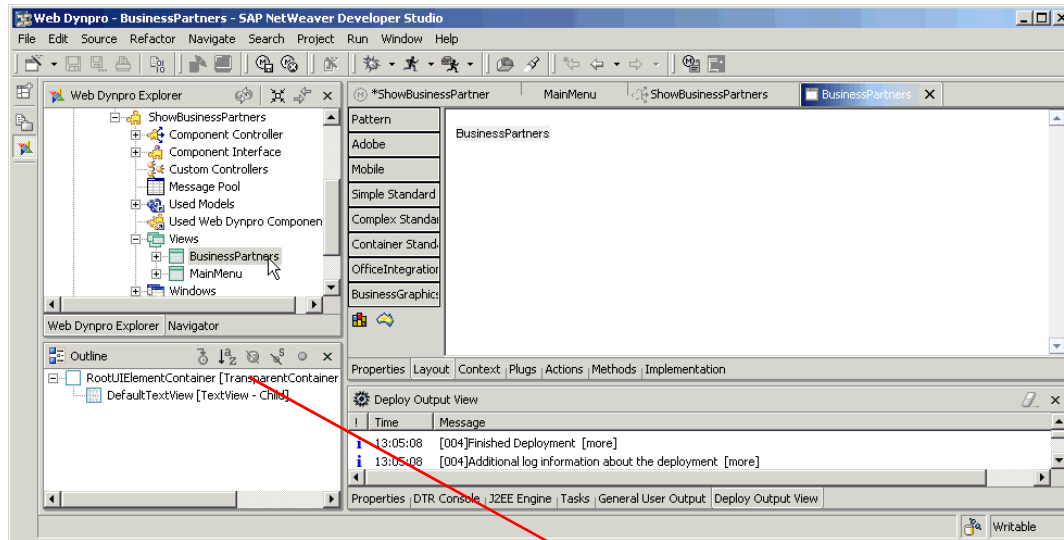 Web Dynpro - BusinessPartners - SAP NetWeaver Developer Studio
File Edit Source Refactor Navigate Search Project Run Window Help
Web Dynpro Explorer
ShowBusinessPartners
Component Controller
Component Interface
Custom Controllers
Message Pool
Used Models
Used Web Dynpro Componen
Views
BusinessPartners
MainMenu
Windows
Web Dynpro Explorer Navigator
Outline
RootUIElementContainer [TransparentContainer
DefaultTextView [TextView - Child]
*ShowBusinessPartner MainMenu ShowBusinessPartners BusinessPartners
Pattern
Adobe
Mobile
Simple Standard
Complex Standar
Container Stand
OfficeIntegration
BusinessGraphics
BusinessPartners
Properties Layout Context Plugs Actions Methods Implementation
Deploy Output View
! Time Message
i 13:05:08 [004]Finished Deployment [more]
i 13:05:08 [004]Additional log information about the deployment [more]
Properties DTR Console J2EE Engine Tasks General User Output Deploy Output View
Writable